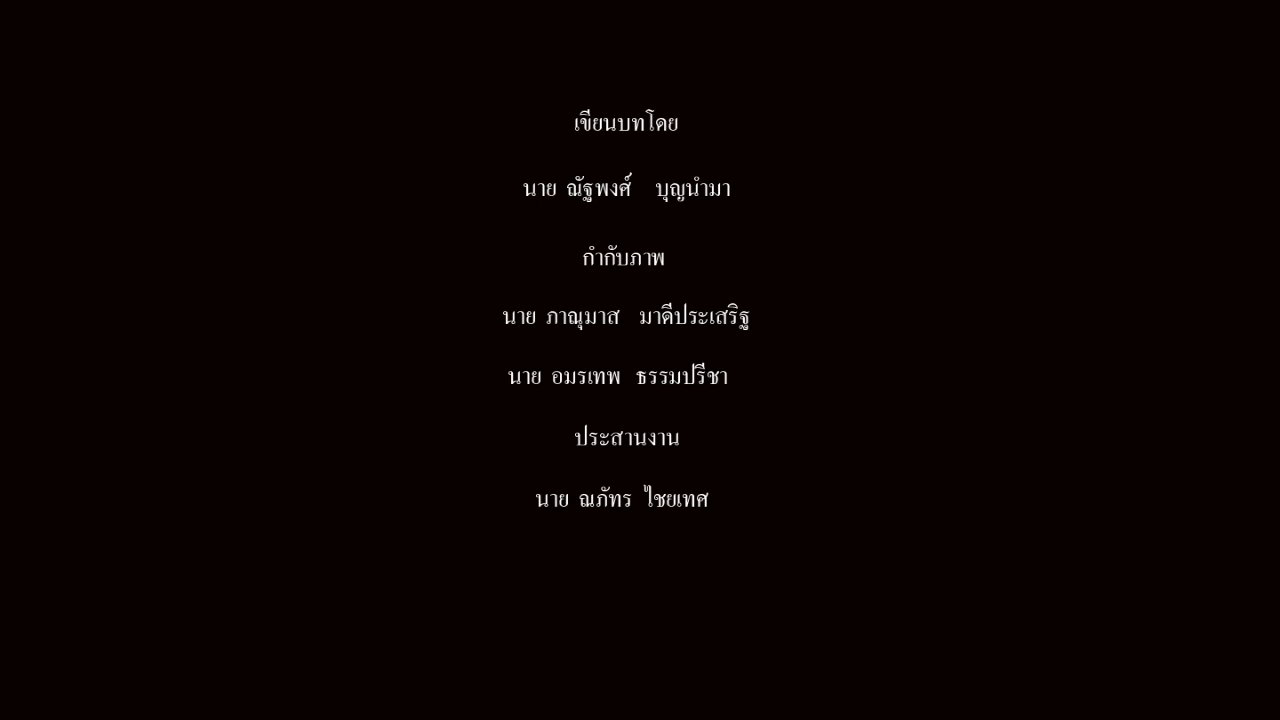 เขียนบทโดย
นาย ณัฐพงศ์ บุญนำมา
กำกับภาพ
นาย ภาณุมาส มาดีประเสริฐ
นาย อมรเทพ ธรรมปรีชา
ประสานงาน
นาย ณภัทร ไชยเทศ